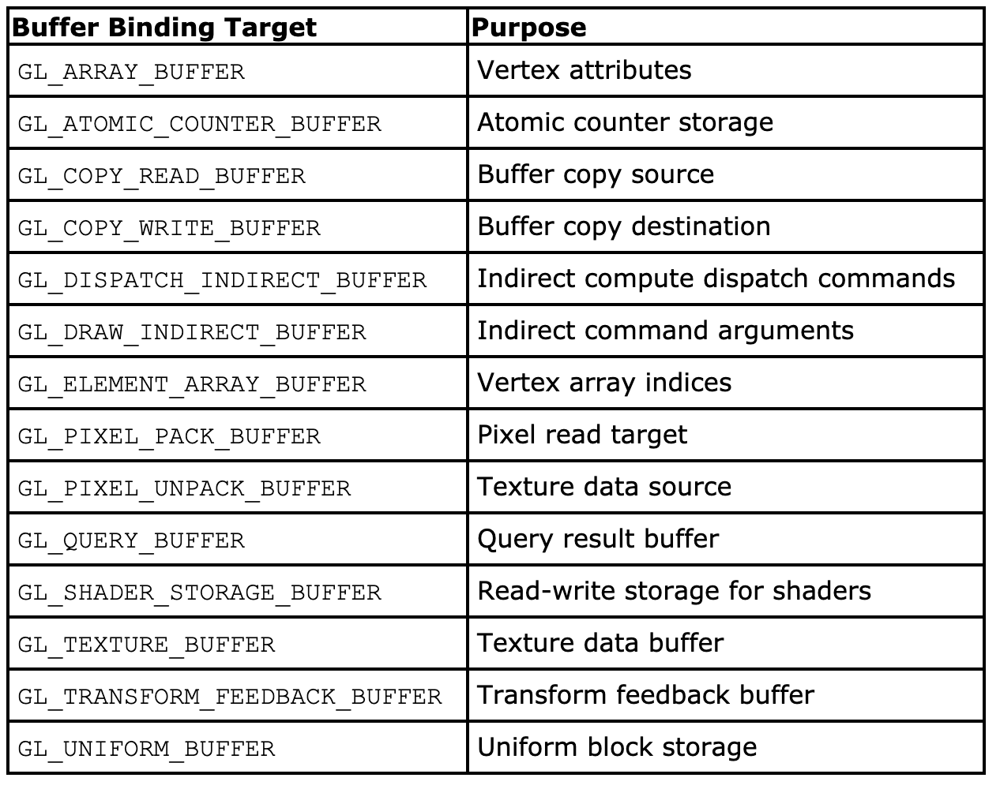 Buffer Binding Target Purpose
GL_ARRAY_BUFFER Vertex attributes
GL_ATOMIC_COUNTER_BUFFER Atomic counter storage
GL_COPY_READ_BUFFER Buffer copy source
GL_COPY_WRITE_BUFFER Buffer copy destination
GL_DISPATCH_INDIRECT_BUFFER Indirect compute dispatch commands
GL_DRAW_INDIRECT_BUFFER Indirect command arguments
GL_ELEMENT_ARRAY_BUFFER Vertex array indices
GL_PIXEL_PACK_BUFFER Pixel read target
GL_PIXEL_UNPACK_BUFFER Texture data source
GL_QUERY_BUFFER Query result buffer
GL_SHADER_STORAGE_BUFFER Read-write storage for shaders
GL_TEXTURE_BUFFER Texture data buffer
GL_TRANSFORM_FEEDBACK_BUFFER Transform feedback buffer
GL_UNIFORM_BUFFER Uniform block storage